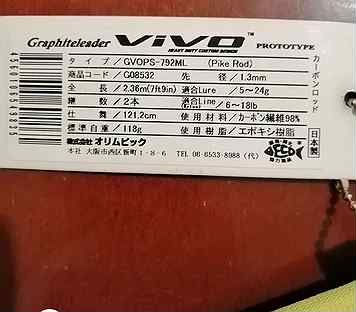 Graphiteleader ViVO™ PROTOTYPE
HEAVY DUTY CUSTOM DESIGN
タイプ／GVOPS-792ML (Pike Rod)
商品コード／G08532 先径／1.3mm
全長／2.36m(7ft9in) 適合Lure／5～24g
継数／2本 適合Line／6～18lb
仕舞／121.2cm 使用材料／カーボン繊維98%
標準自重／118g 使用樹脂／エポキシ樹脂
株式会社オリムピック
本社 大阪市西区新町1-8-6 TEL 06-6533-8988（代）
カーボンロッド
日本製